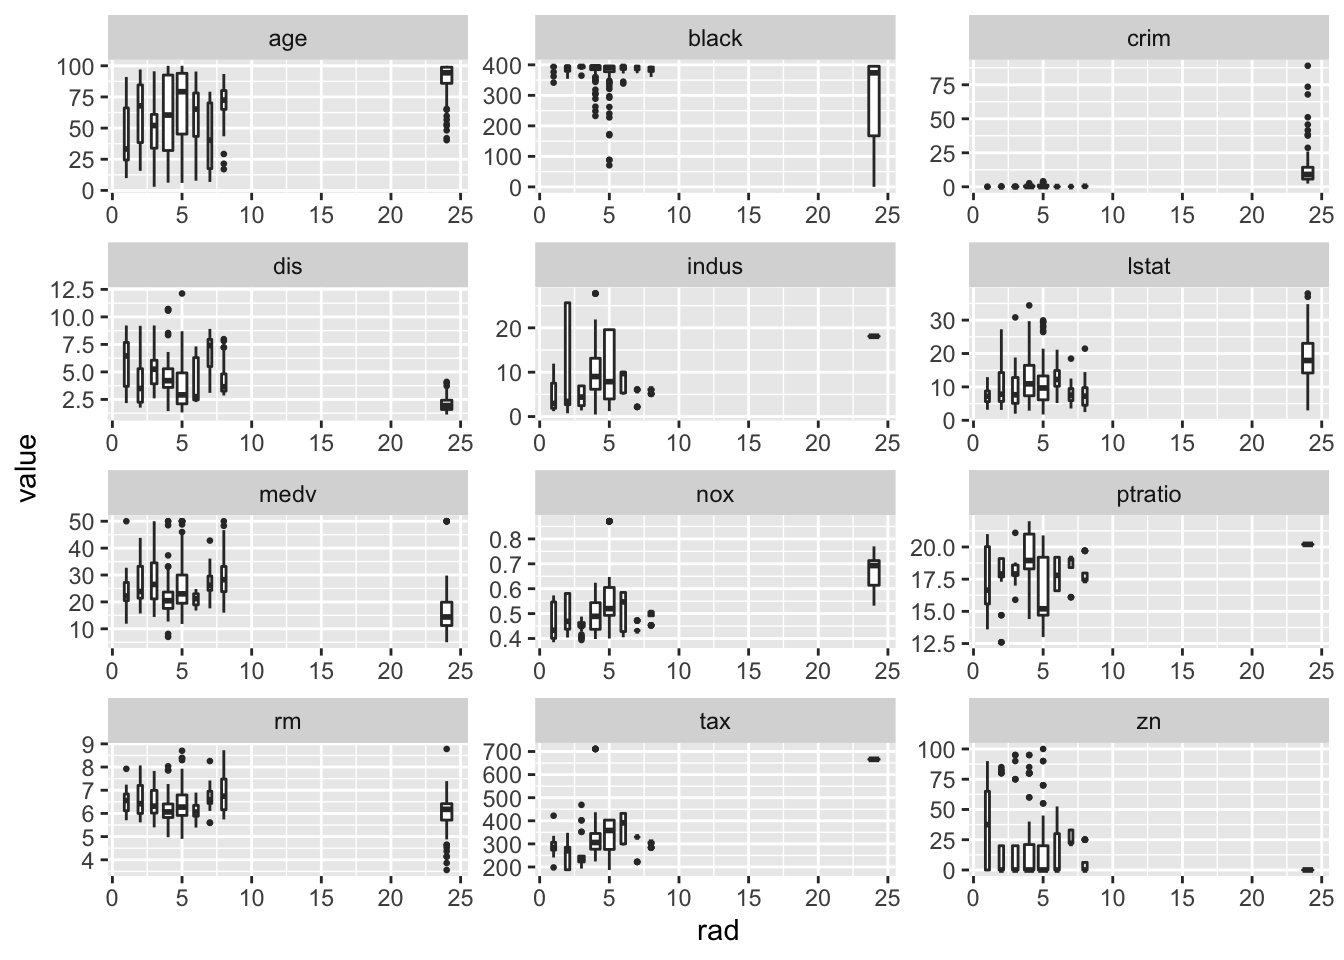 age black crim
100 75 50 25 0
0 5 10 15 20 25
400 300 200 100 0
0 5 10 15 20 25
75 50 25 0
0 5 10 15 20 25
dis indus lstat
12.5 10.0 7.5 5.0 2.5
0 5 10 15 20 25
20 10 0
0 5 10 15 20 25
30 20 10 0
0 5 10 15 20 25
value
medv nox ptratio
50 40 30 20 10
0 5 10 15 20 25
0.8 0.7 0.6 0.5 0.4
0 5 10 15 20 25
20.0 17.5 15.0 12.5
0 5 10 15 20 25
rm tax zn
9 8 7 6 5 4
0 5 10 15 20 25
700 600 500 400 300 200
0 5 10 15 20 25
100 75 50 25 0
0 5 10 15 20 25
rad